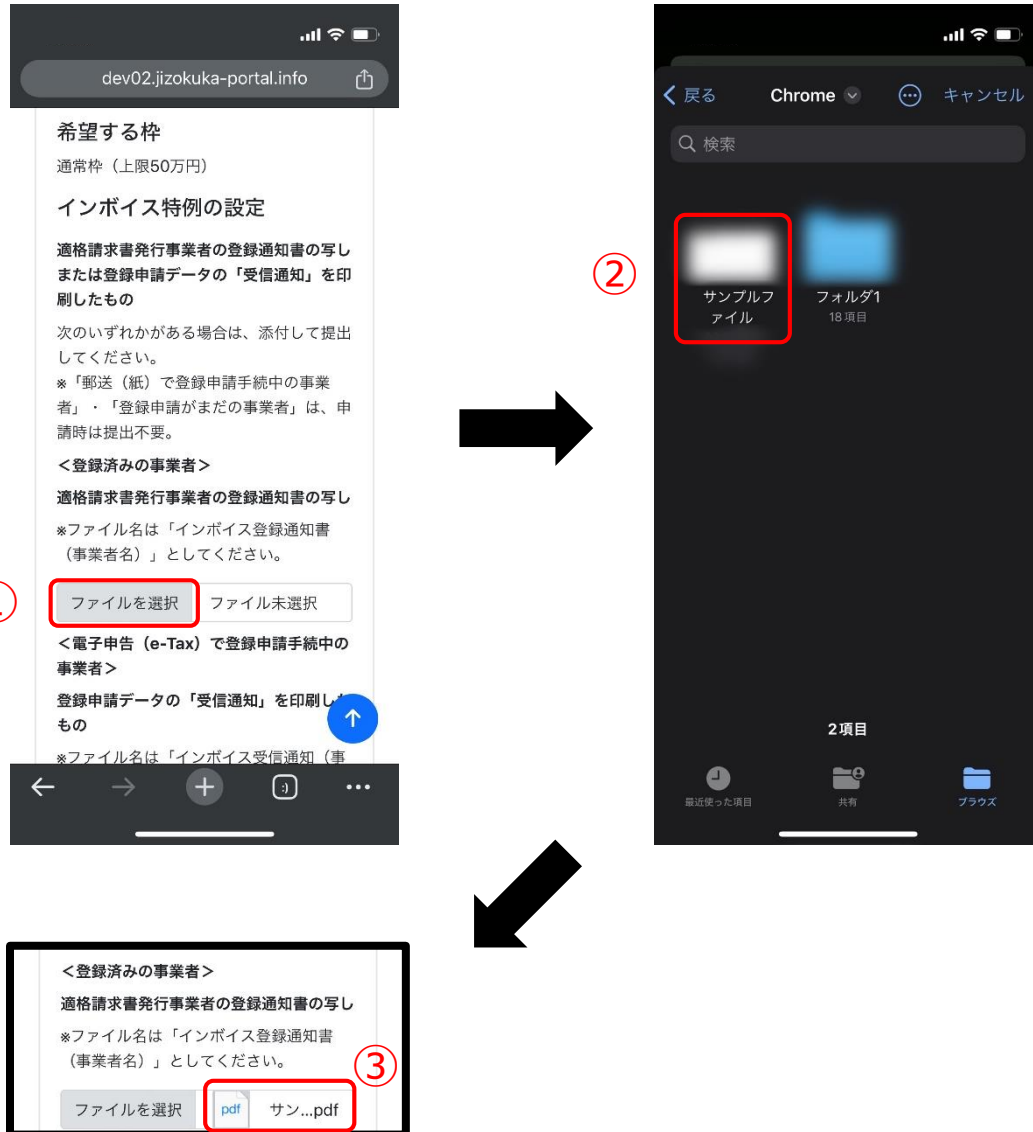 dev02.jizokuka-portal.info
希望する枠
通常枠（上限50万円）
インボイス特例の設定
適格請求書発行事業者の登録通知書の写し
または登録申請データの「受信通知」を印
刷したもの
次のいずれかがある場合は、添付して提出
してください。
※「郵送（紙）で登録申請手続中の事業
者」・「登録申請がまだの事業者」は、申
請時は提出不要。
＜登録済みの事業者＞
適格請求書発行事業者の登録通知書の写し
※ファイル名は「インボイス登録通知書
（事業者名）」としてください。
ファイルを選択 ファイル未選択
＜電子申告（e-Tax）で登録申請手続中の
事業者＞
登録申請データの「受信通知」を印刷した
もの
※ファイル名は「インボイス受信通知（事
戻る Chrome キャンセル
検索
②
サンプルフ
ァイル
フォルダ1
18 項目
2項目
最近使った項目 共有 ブラウズ
＜登録済みの事業者＞
適格請求書発行事業者の登録通知書の写し
※ファイル名は「インボイス登録通知書
（事業者名）」としてください。
③
ファイルを選択 pdf サン...pdf